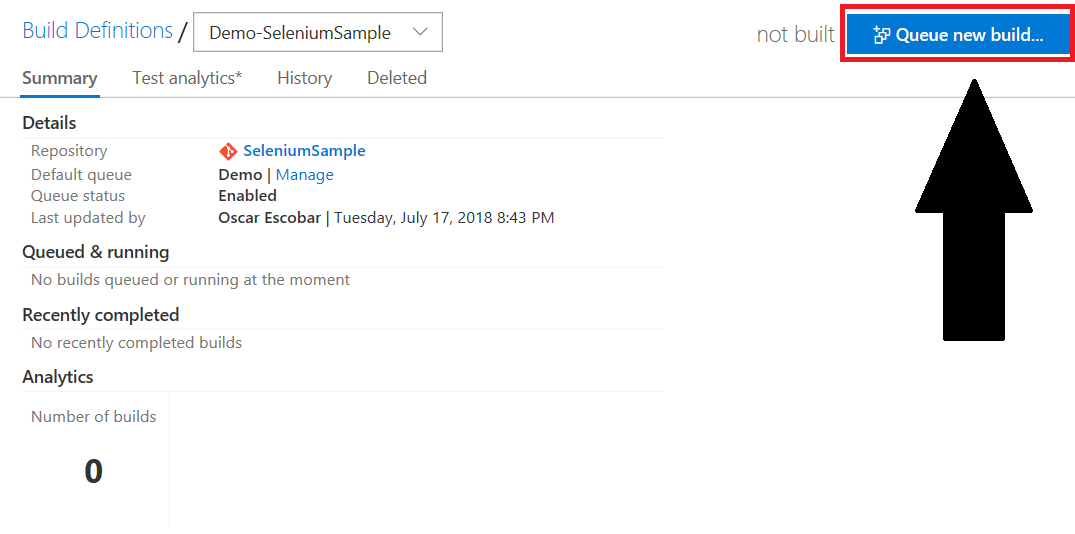 Build Definitions / Demo-SeleniumSample not built Queue new build...
Summary Test analytics* History Deleted
Details
Repository SeleniumSample
Default queue Demo | Manage
Queue status Enabled
Last updated by Oscar Escobar | Tuesday, July 17, 2018 8:43 PM
Queued & running
No builds queued or running at the moment
Recently completed
No recently completed builds
Analytics
Number of builds
0